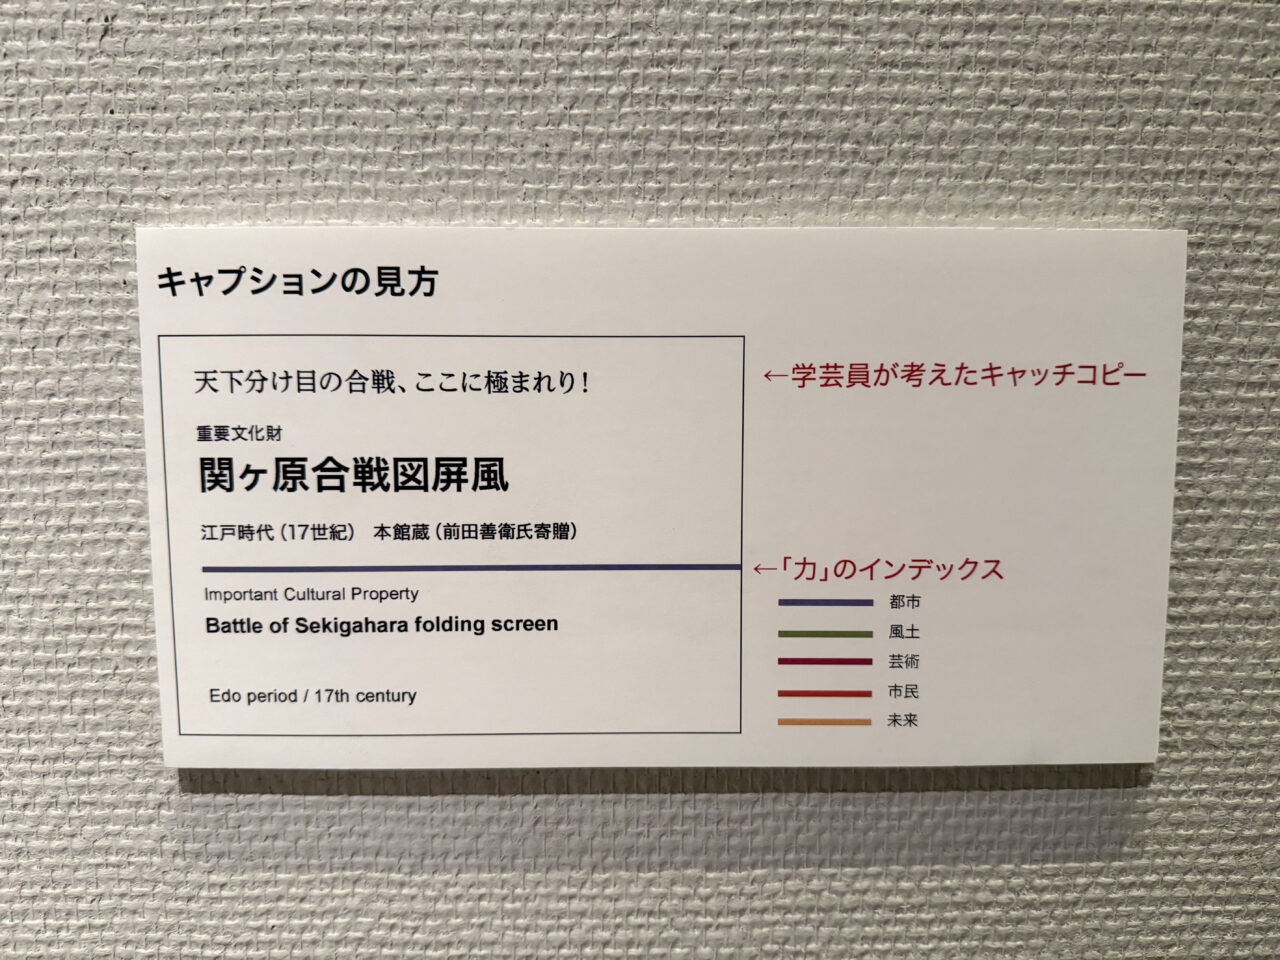 キャプションの見方
天下分け目の合戦、ここに極まれり！
←学芸員が考えたキャッチコピー
重要文化財
関ヶ原合戦図屏風
江戸時代（17世紀）　本館蔵（前田善衛氏寄贈）
←「力」のインデックス
Important Cultural Property
Battle of Sekigahara folding screen
Edo period / 17th century
都市
風土
芸術
市民
未来